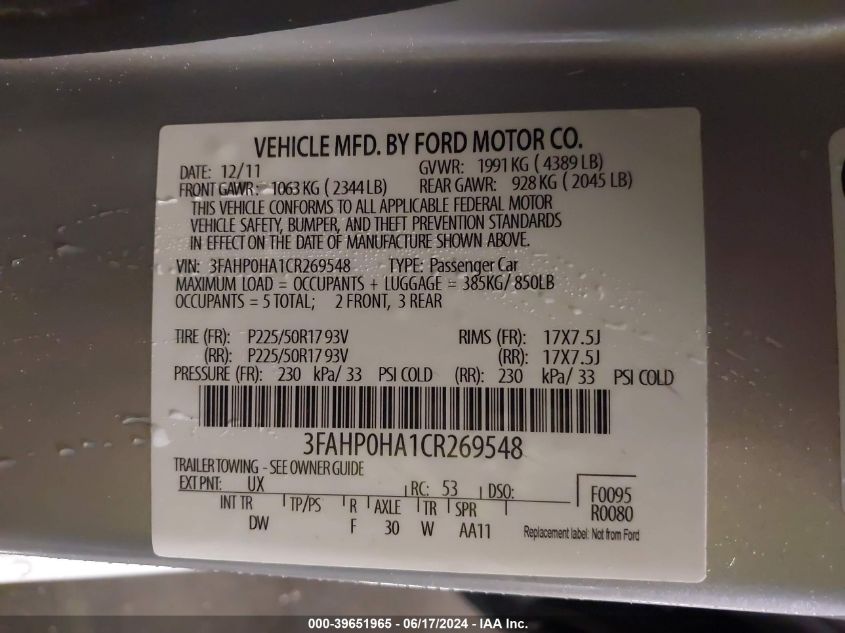 VEHICLE MFD. BY FORD MOTOR CO.
DATE: 12/11 GVWR: 1991 KG ( 4389 LB)
FRONT GAWR: 1063 KG ( 2344 LB) REAR GAWR: 928 KG ( 2045 LB)
THIS VEHICLE CONFORMS TO ALL APPLICABLE FEDERAL MOTOR
VEHICLE SAFETY, BUMPER, AND THEFT PREVENTION STANDARDS
IN EFFECT ON THE DATE OF MANUFACTURE SHOWN ABOVE.
VIN: 3FAHP0HA1CR269548 TYPE: Passenger Car
MAXIMUM LOAD = OCCUPANTS + LUGGAGE = 385KG/ 850LB
OCCUPANTS = 5 TOTAL; 2 FRONT, 3 REAR
TIRE (FR): P225/50R17 93V RIMS (FR): 17X7.5J
(RR): P225/50R17 93V (RR): 17X7.5J
PRESSURE (FR): 230 kPa/ 33 PSI COLD (RR): 230 kPa/ 33 PSI COLD
3FAHP0HA1CR269548
TRAILER TOWING - SEE OWNER GUIDE
EXT PNT: UX RC: 53 DSO: F0095
INT TR TP/PS R AXLE TR SPR R0080
DW F 30 W AA11 Replacement label: Not from Ford
000-39651965 - 06/17/2024 - IAA Inc.